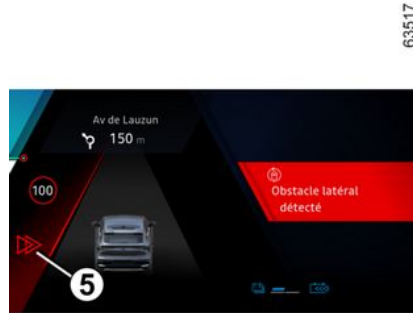 63517
Av de Lauzun
150 m
100
Obstacle latéral
détecté
5